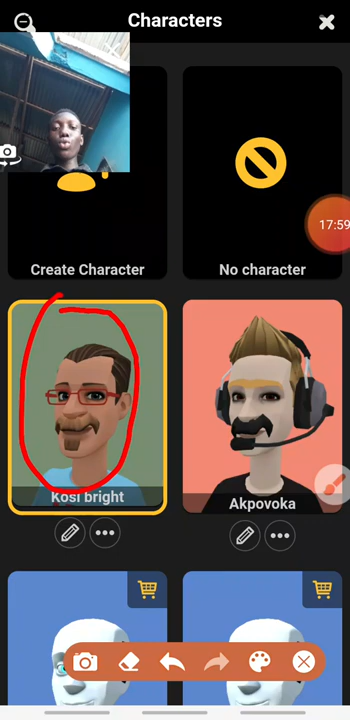 Characters
Create Character
No character
17:59
Kosi bright
Akpovoka